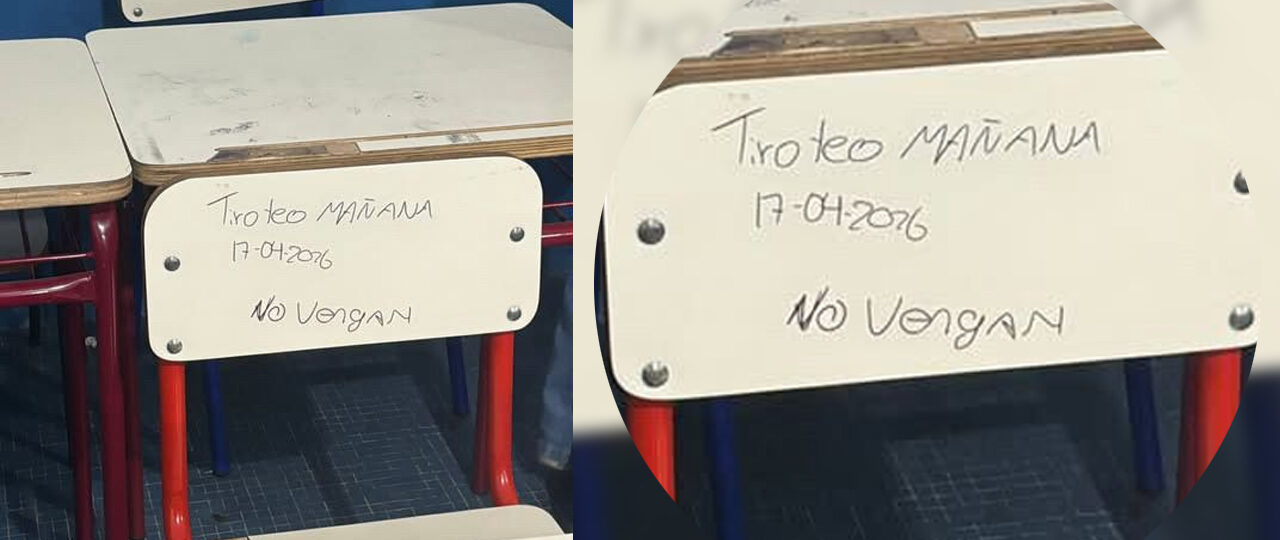 Tiroteo MAÑANA
17-04-2026
NO VENGAN